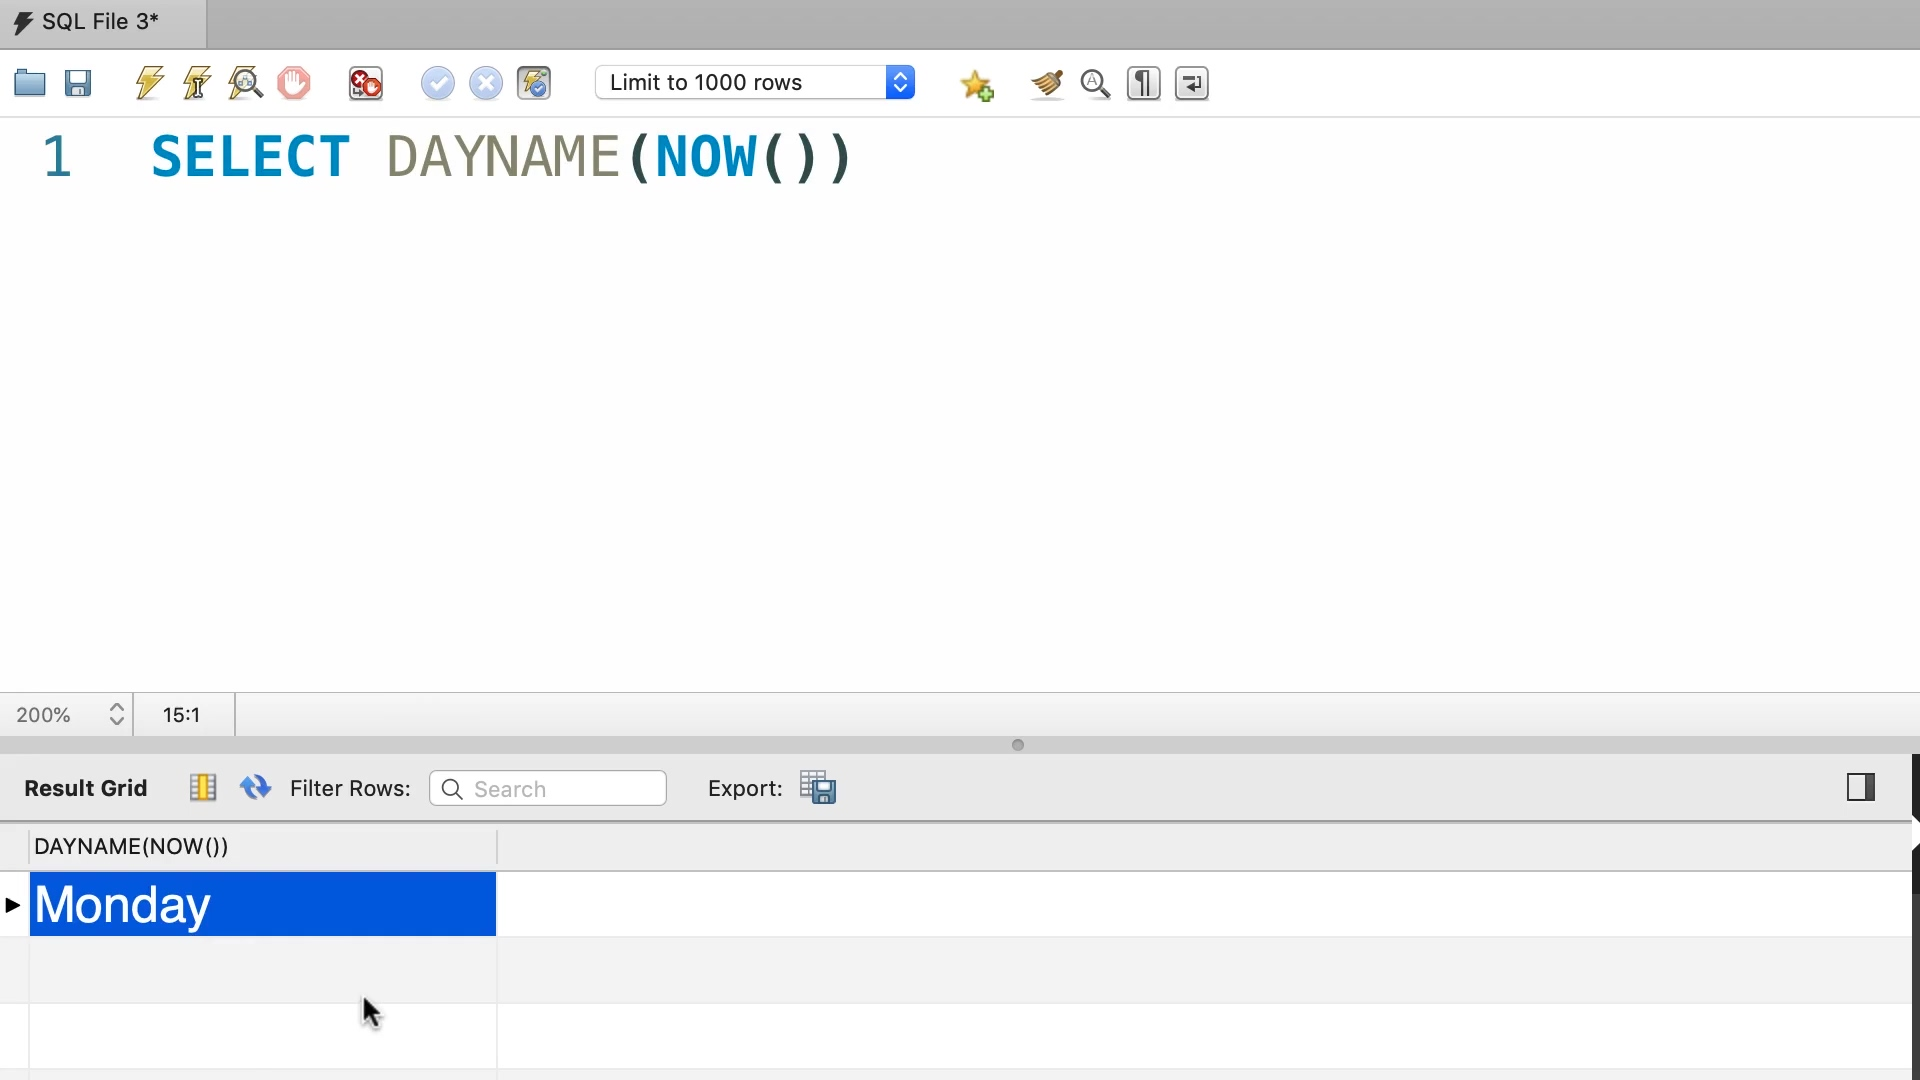 SQL File 3*
Limit to 1000 rows
1 SELECT DAYNAME(NOW())
200% 15:1
Result Grid Filter Rows: Search Export:
DAYNAME(NOW())
Monday